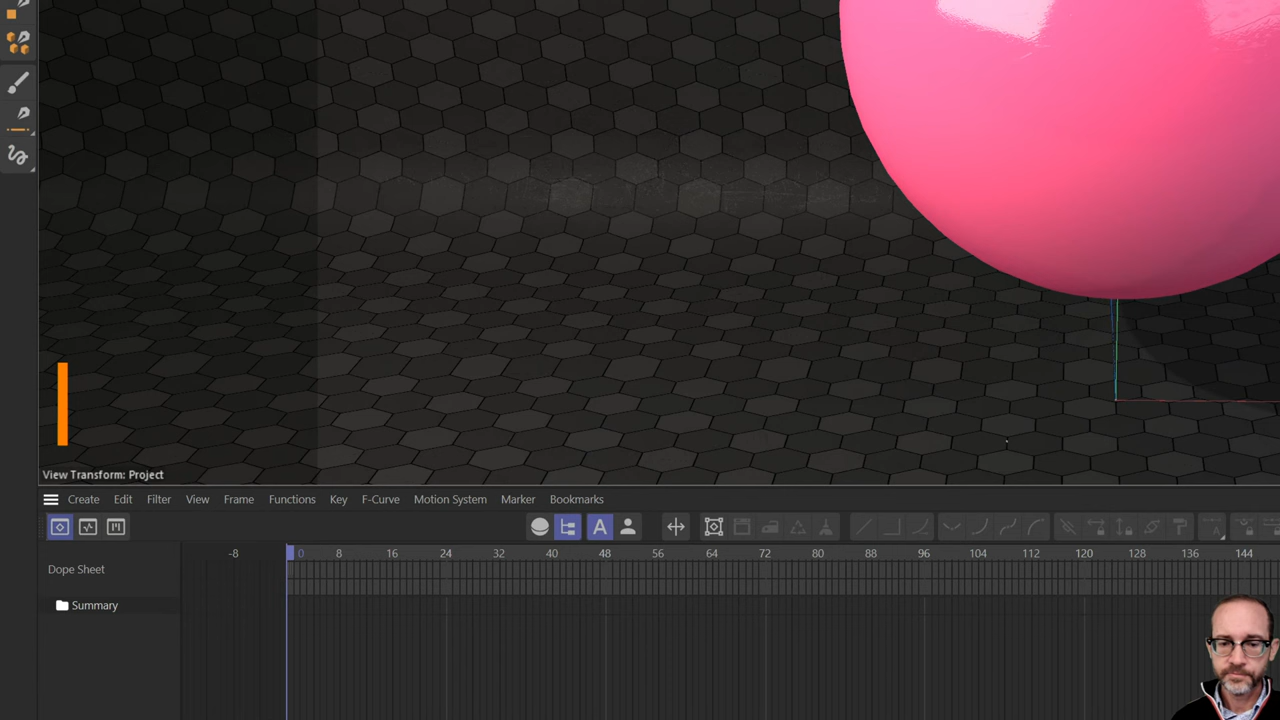 View Transform: Project
Create Edit Filter View Frame Functions Key F-Curve Motion System Marker Bookmarks
A
-8 0 8 16 24 32 40 48 56 64 72 80 88 96 104 112 120 128 136 144
Dope Sheet
Summary